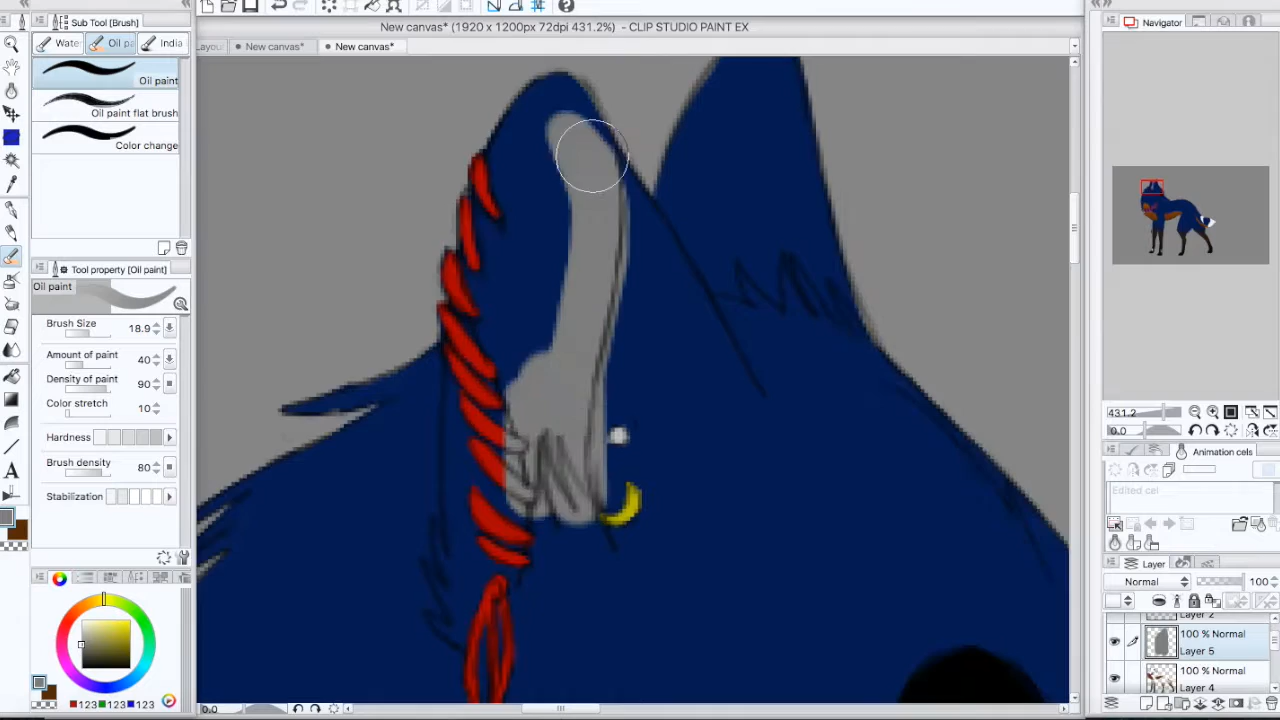 New canvas* (1920 x 1200px 72dpi 431.2%) - CLIP STUDIO PAINT EX
Sub Tool [Brush]
Navigator
Layou
New canvas*
New canvas*
Wate
Oil pa
India
Oil paint
Oil paint flat brush
Color change
Tool property [Oil paint]
Oil paint
Brush Size 18.9
Amount of paint 40
Density of paint 90
Color stretch 10
Hardness
Brush density 80
Stabilization
123 123 123
431.2
0.0
Animation cels
Edited cel
Layer
Normal 100
Layer 2
100 % Normal
Layer 5
100 % Normal
Layer 4
0.0